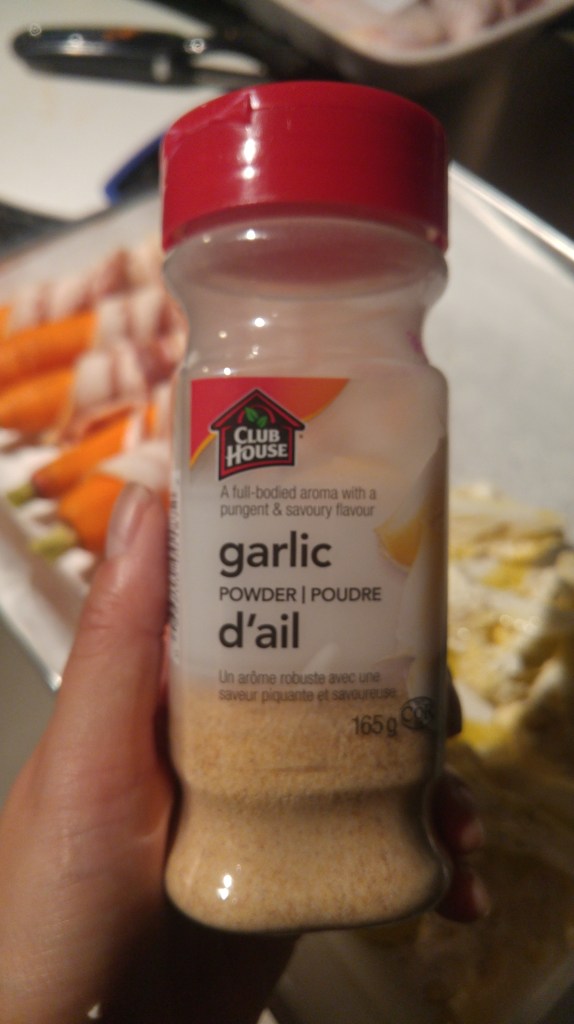 CLUB
HOUSE
A full-bodied aroma with a
pungent & savoury flavour
garlic
POWDER | POUDRE
d'ail
Un arôme robuste avec une
saveur piquante et savoureuse
165 g